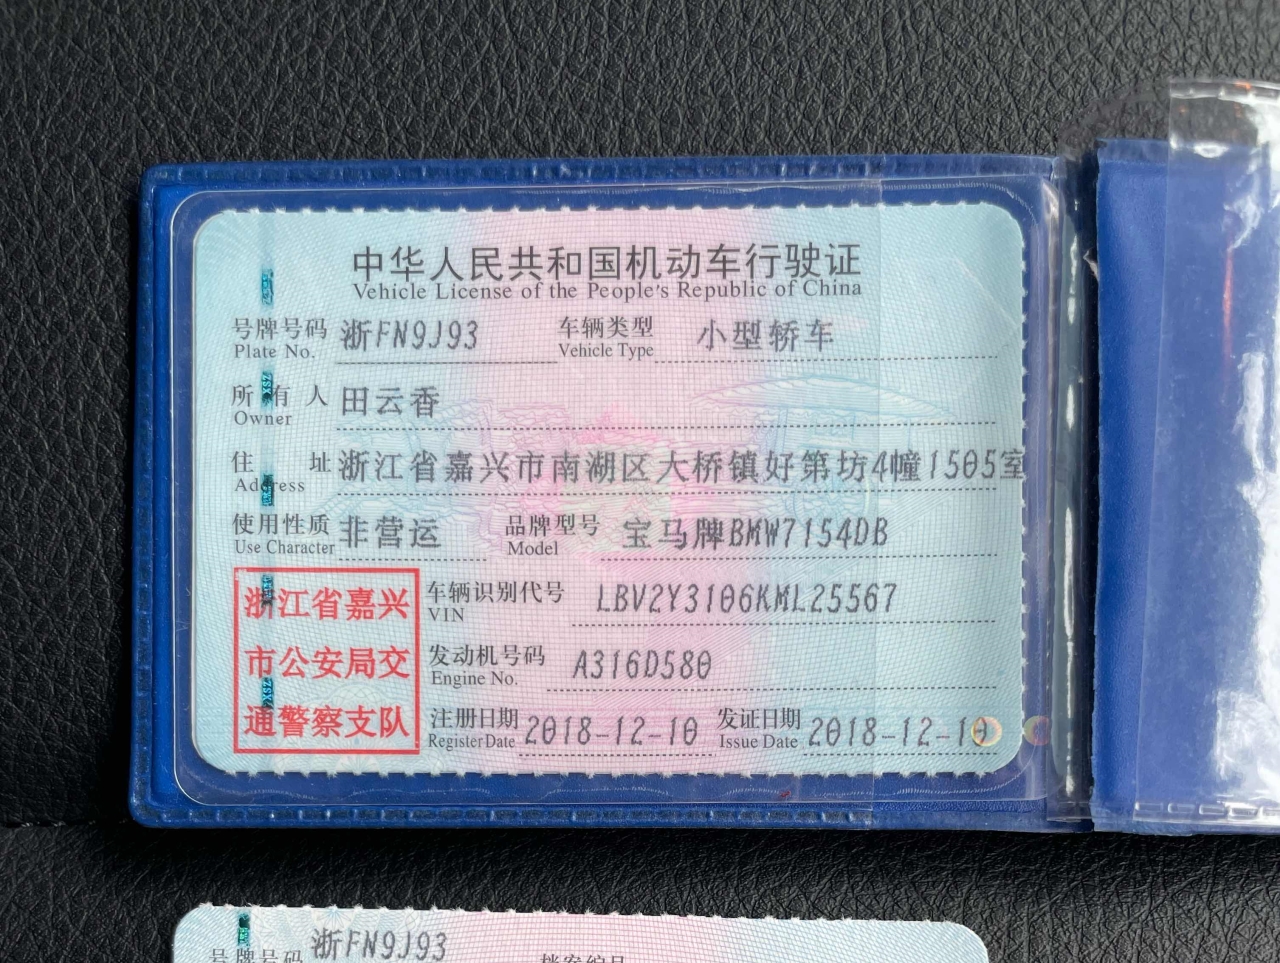 中华人民共和国机动车行驶证
Vehicle License of the People's Republic of China
号牌号码 浙FN9J93 车辆类型 小型轿车
Plate No. Vehicle Type
所有人 田云香
Owner
住址 浙江省嘉兴市南湖区大桥镇好第坊4幢1505室
Address
使用性质 非营运 品牌型号 宝马牌BMW7154DB
Use Character Model
浙江省嘉兴
市公安局交
通警察支队
车辆识别代号 LBV2Y3106KML25567
VIN
发动机号码 A316D580
Engine No.
注册日期 2018-12-10 发证日期 2018-12-10
Register Date Issue Date
号牌号码 浙FN9J93 档案编号